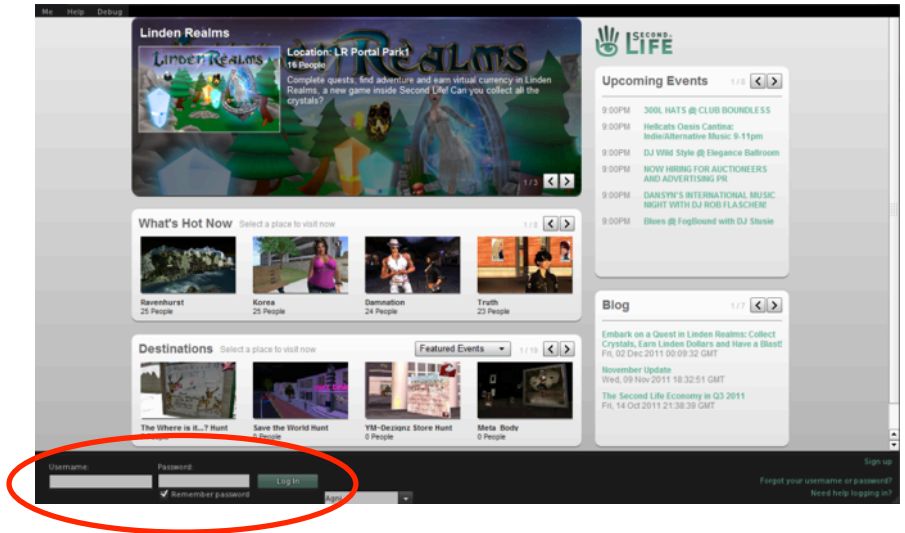 Me Help Debug
Linden Realms
LINDEN REALMS
REALMS
Location: LR Portal Park1
16 People
Complete quests, find adventure and earn virtual currency in Linden
Realms, a new game inside Second Life! Can you collect all the
crystals?
1 / 3
SECOND
LIFE
Upcoming Events
9:00PM 300L HATS @ CLUB BOUNDLESS
9:00PM Hellcats Oasis Cantina:
Indie/Alternative Music 9-11pm
9:00PM DJ Wild Style @ Elegance Ballroom
9:00PM NOW HIRING FOR AUCTIONEERS
AND ADVERTISING PR
9:00PM DANSYN'S INTERNATIONAL MUSIC
NIGHT WITH DJ ROB FLASCHEN!
9:00PM Blues @ FogBound with DJ Stusie
What's Hot Now Select a place to visit now
Ravenhurst
25 People
Korea
25 People
Damnation
24 People
Truth
23 People
Blog 1 / 7
Embark on a Quest in Linden Realms: Collect
Crystals, Earn Linden Dollars and Have a Blast!
Fri, 02 Dec 2011 00:09:32 GMT
November Update
Wed, 09 Nov 2011 18:32:51 GMT
The Second Life Economy in Q3 2011
Fri, 14 Oct 2011 21:38:39 GMT
Destinations Select a place to visit now Featured Events 1 / 19
The Where is it...? Hunt
Save the World Hunt
0 People
YM-Dezignz Store Hunt
0 People
Meta_Body
0 People
Username:
Password:
Log In
Remember password
Agni
Sign up
Forgot your username or password?
Need help logging in?